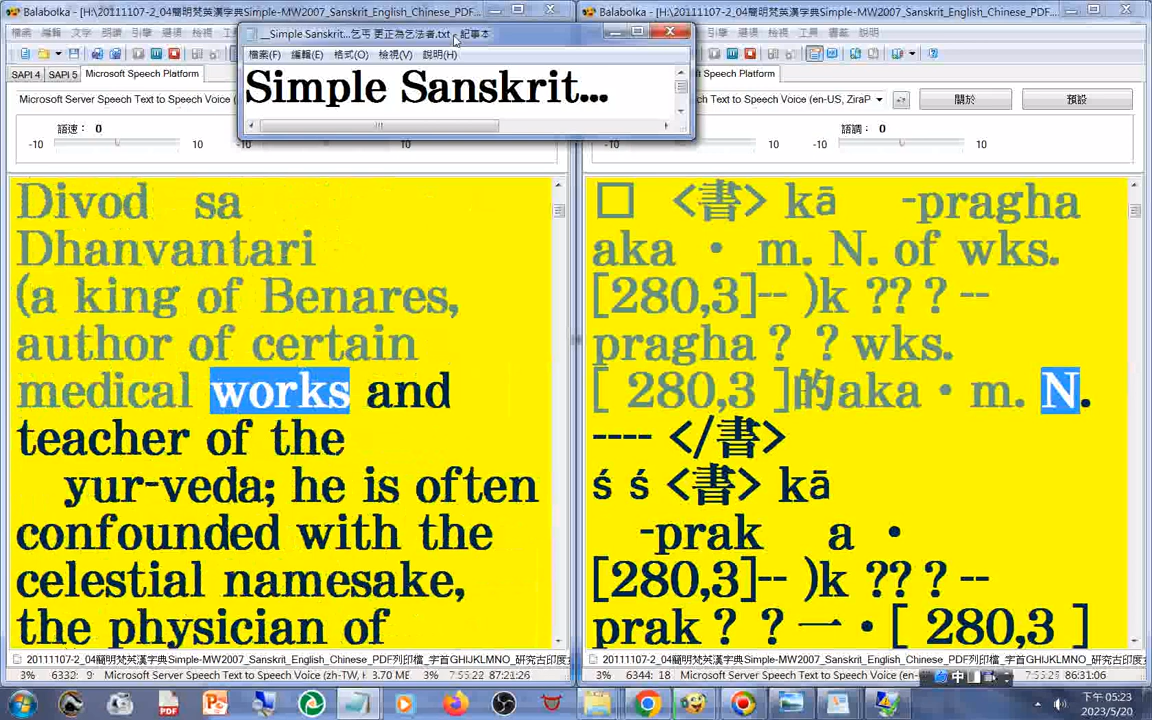 Balabolka - [H:\20111107-2_04簡明梵英漢字典Simple-MW2007_Sanskrit_English_Chinese_PDF...
Balabolka - [H:\20111107-2_04簡明梵英漢字典Simple-MW2007_Sanskrit_English_Chinese_PDF...
__Simple Sanskrit...乞丐 更正為乞法者.txt - 記事本
檔案(F) 編輯(E) 格式(O) 檢視(V) 說明(H)
Simple Sanskrit...
SAPI 4 SAPI 5 Microsoft Speech Platform
Speech Platform
Microsoft Server Speech Text to Speech Voice
Text to Speech Voice (en-US, ZiraP
關於 預設
語速： 0
-10 10
10
語調： 0
-10 10
Divod sa
Dhanvantari
(a king of Benares,
author of certain
medical works and
teacher of the
yur-veda; he is often
confounded with the
celestial namesake,
the physician of
□ <書> kā -pragha
aka • m. N. of wks.
[280,3]-- )k ?? ? --
pragha ? ? wks.
[ 280,3 ]的aka • m. N.
---- </書>
ś ś <書> kā
-prak a •
[280,3]-- )k ?? ? --
prak ? ? 一 • [ 280,3 ]
20111107-2_04簡明梵英漢字典Simple-MW2007_Sanskrit_English_Chinese_PDF列印檔_字首GHIJKLMNO_研究古印度
20111107-2_04簡明梵英漢字典Simple-MW2007_Sanskrit_English_Chinese_PDF列印檔_字首GHIJKLMNO_研究古印度
3% 6332: 9 Microsoft Server Speech Text to Speech Voice (zh-TW, 3.70 ME 3% 7:55:22 87:21:26
3% 6344: 18 Microsoft Server Speech Text to Speech 中 7:55:29 86:31:06
下午 05:23
2023/5/20